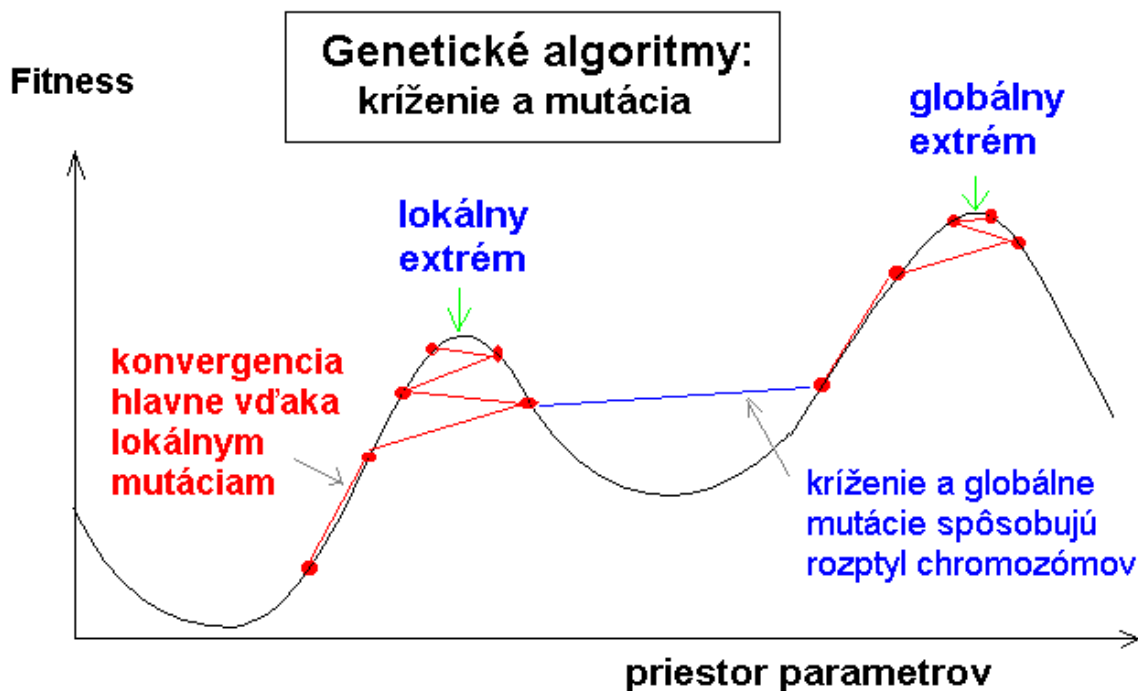 Genetické algoritmy:
kríženie a mutácia
Fitness
globálny
extrém
lokálny
extrém
konvergencia
hlavne vďaka
lokálnym
mutáciam
kríženie a globálne
mutácie spôsobujú
rozptyl chromozómov
priestor parametrov